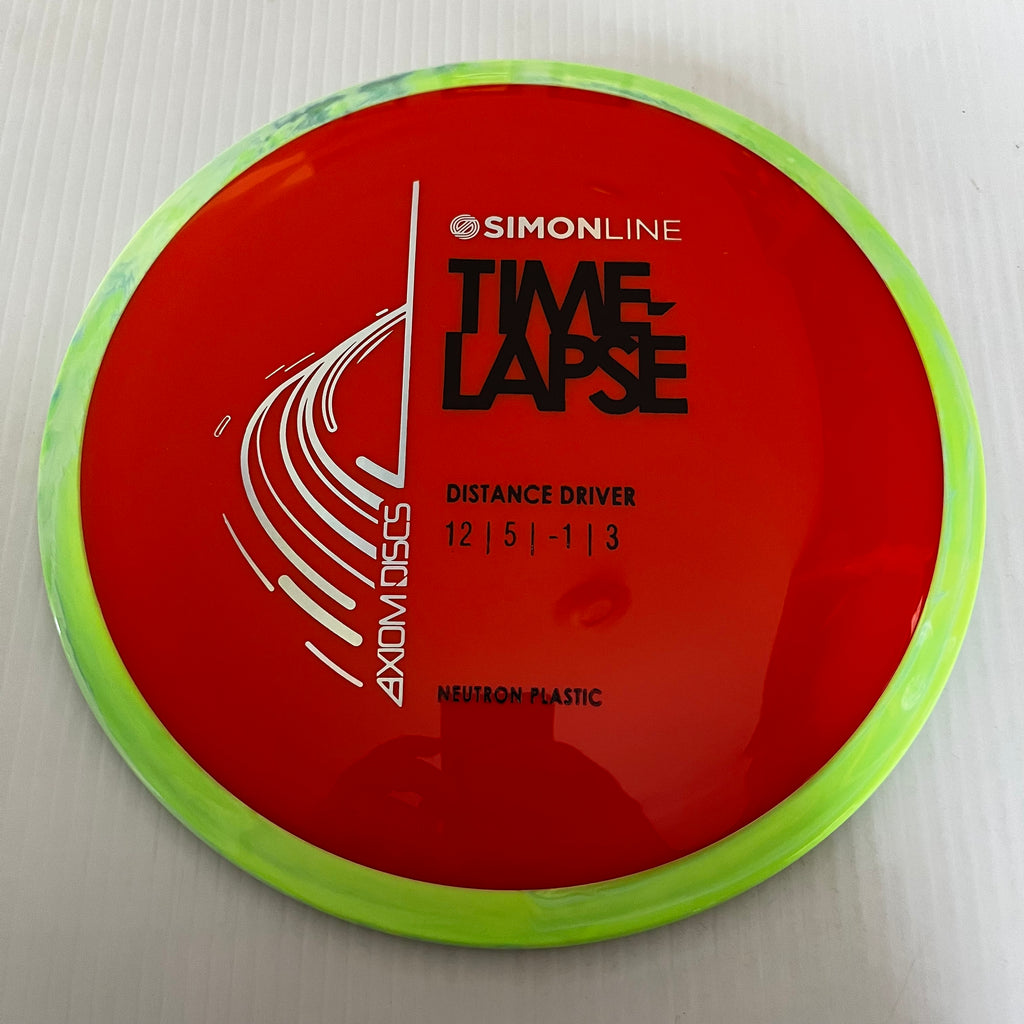 SIMONLINE
TIME-
LAPSE
DISTANCE DRIVER
12 | 5 | -1 | 3
NEUTRON PLASTIC
AXIOM DISCS